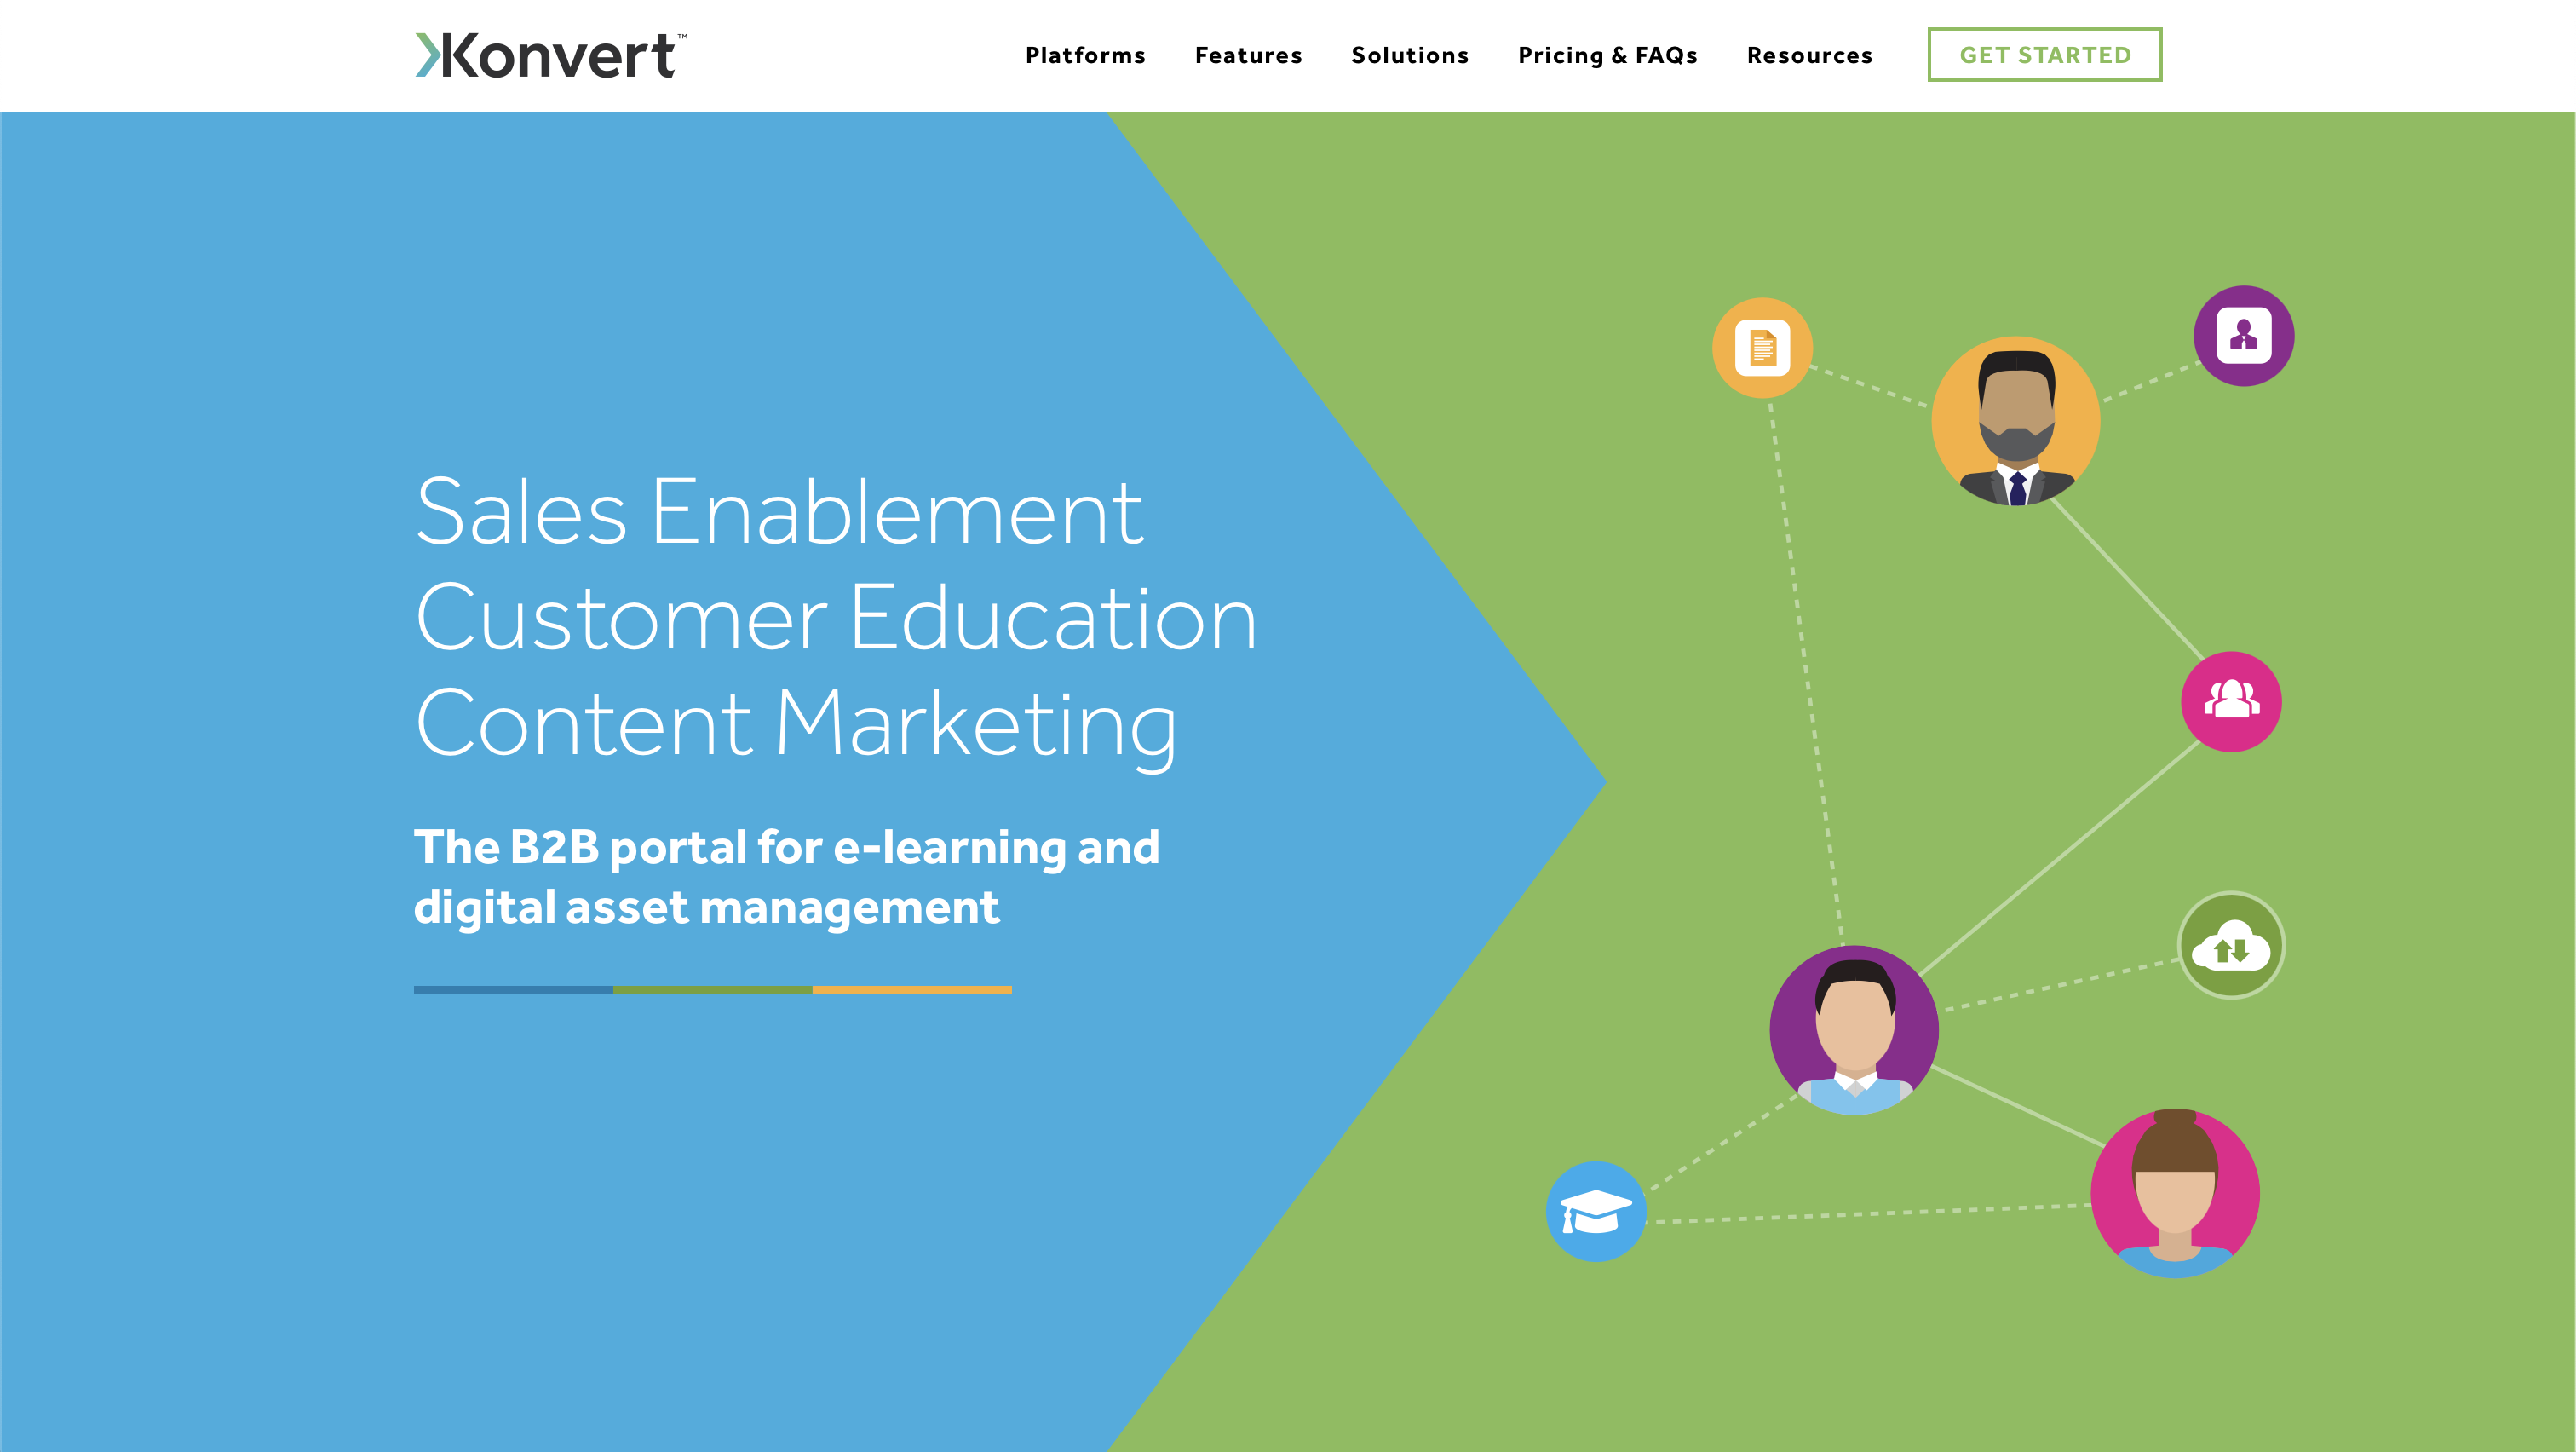 Konvert™
Platforms
Features
Solutions
Pricing & FAQs
Resources
GET STARTED
Sales Enablement
Customer Education
Content Marketing
The B2B portal for e-learning and
digital asset management